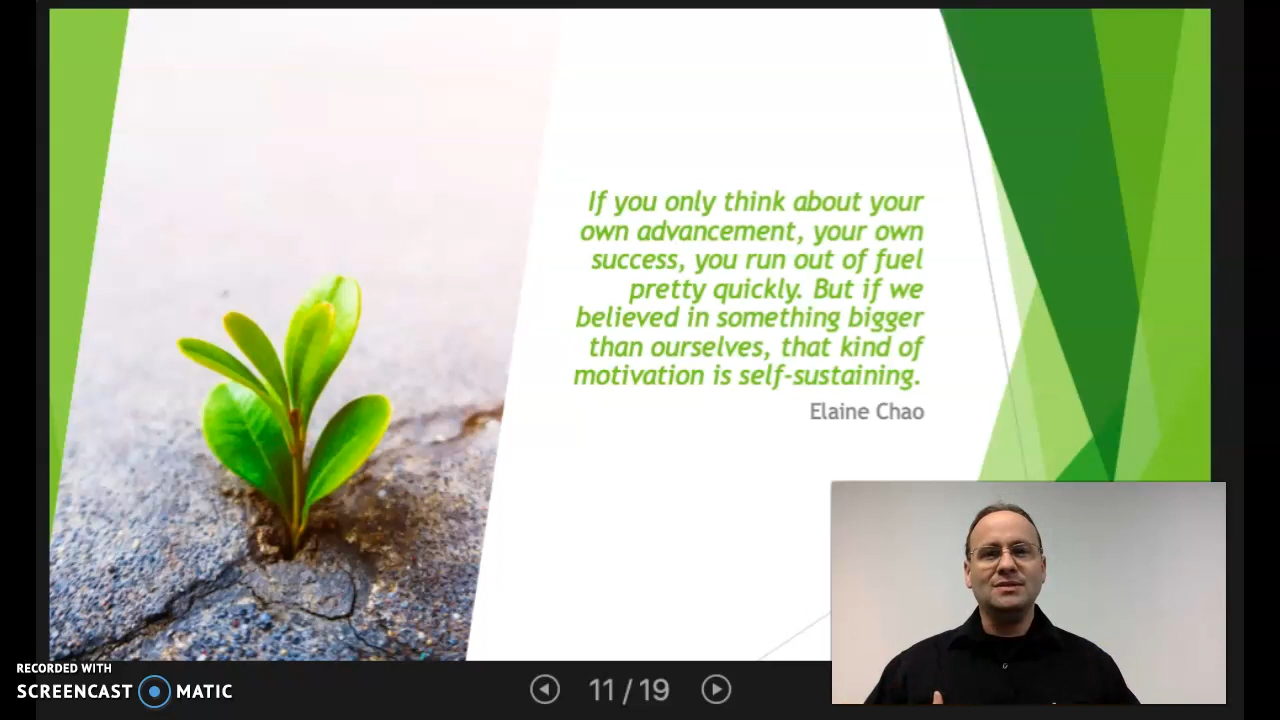 If you only think about your
own advancement, your own
success, you run out of fuel
pretty quickly. But if we
believed in something bigger
than ourselves, that kind of
motivation is self-sustaining.
Elaine Chao
RECORDED WITH
SCREENCAST MATIC
11 / 19